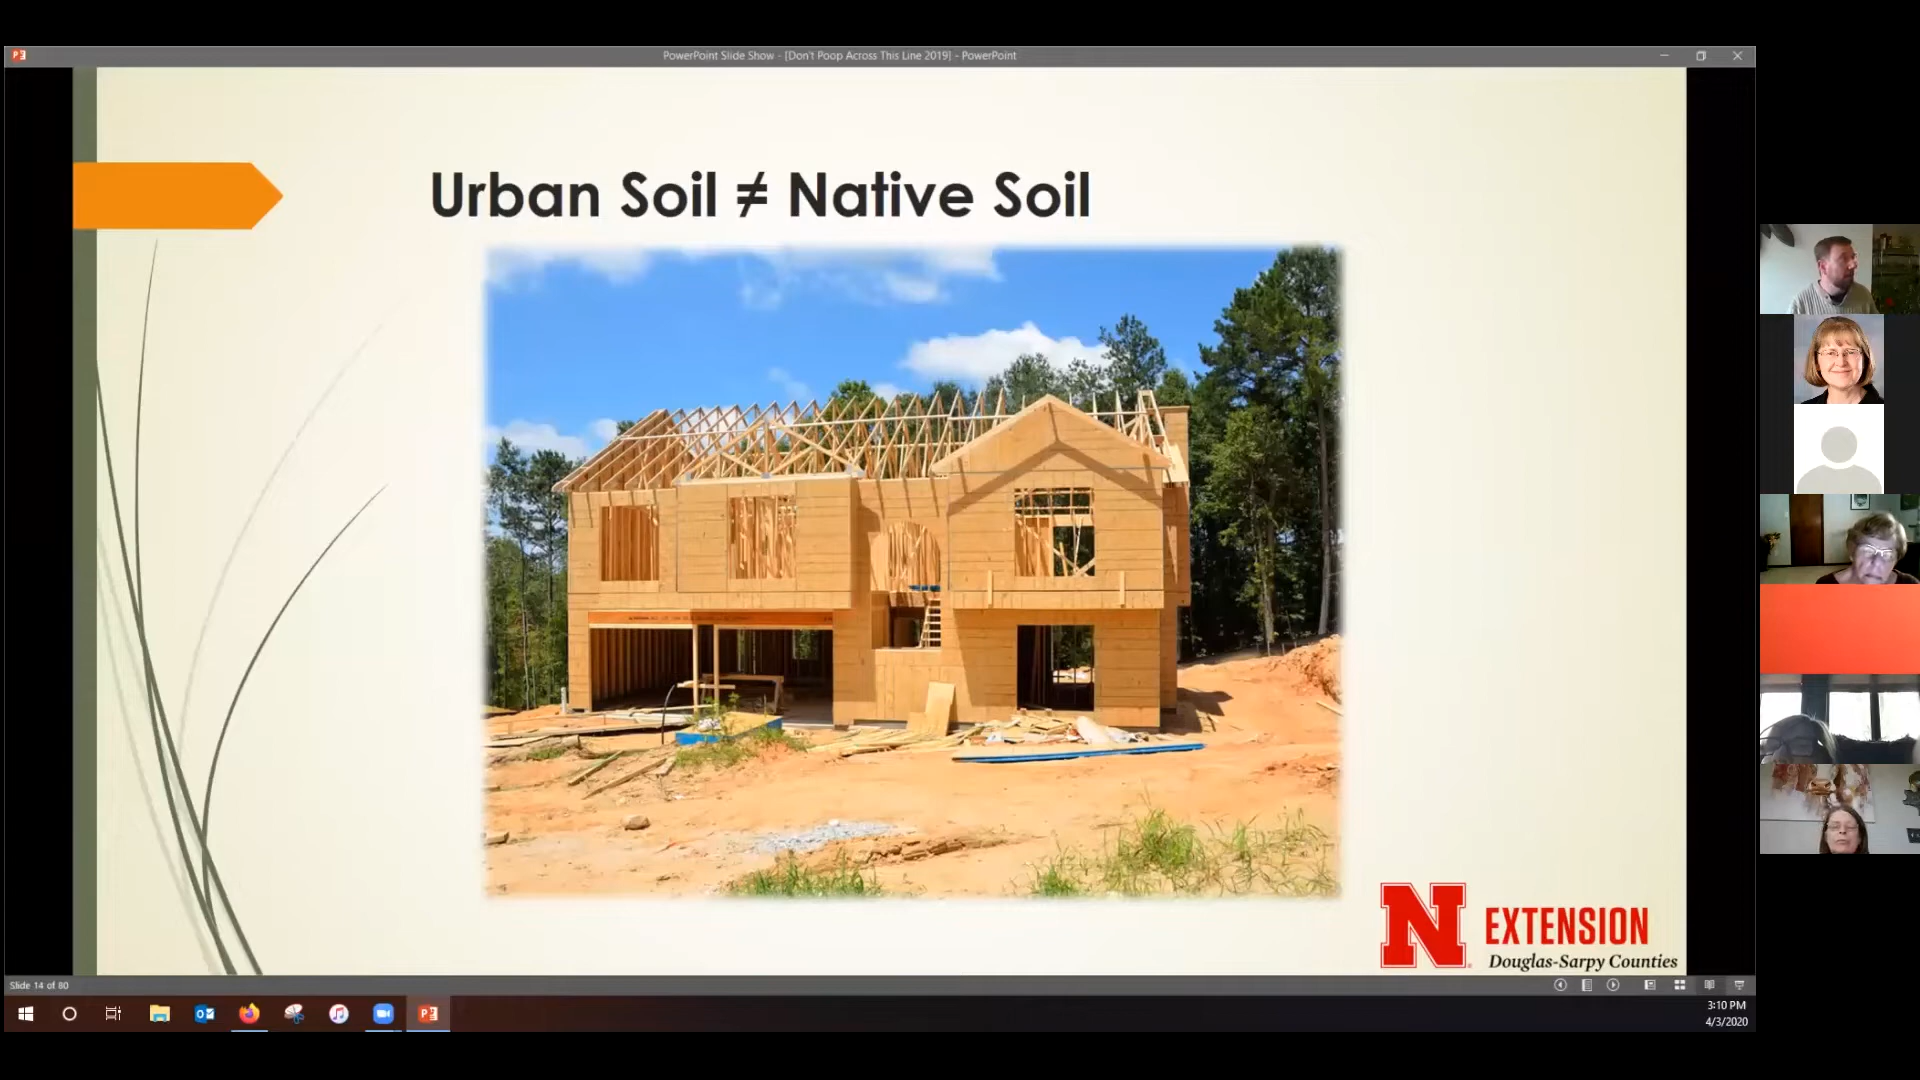 PowerPoint Slide Show - [Don't Poop Across This Line 2019] - PowerPoint
Urban Soil ≠ Native Soil
N EXTENSION
Douglas-Sarpy Counties
Slide 14 of 80
3:10 PM
4/3/2020